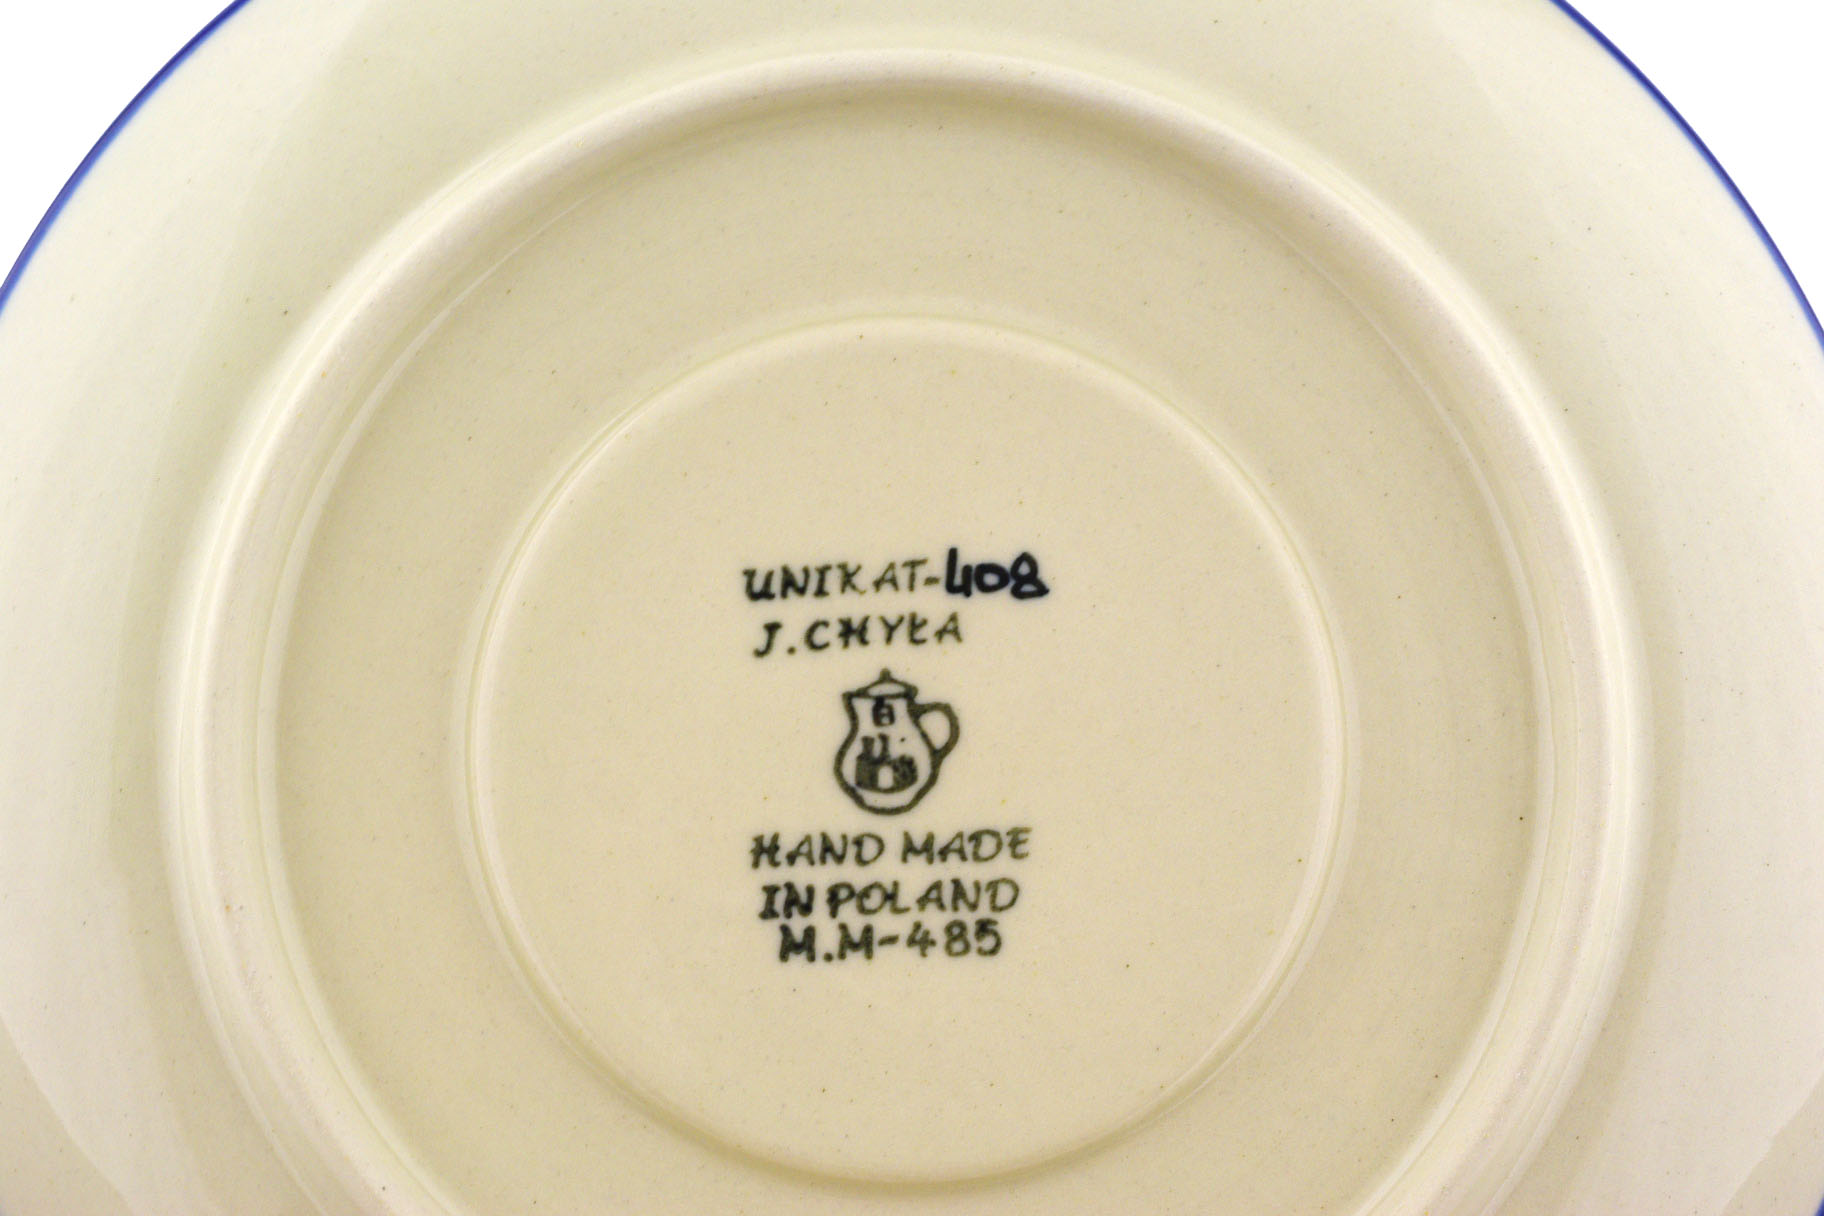 UNIKAT-408
J. CHYŁA
HAND MADE
IN POLAND
M.M-485